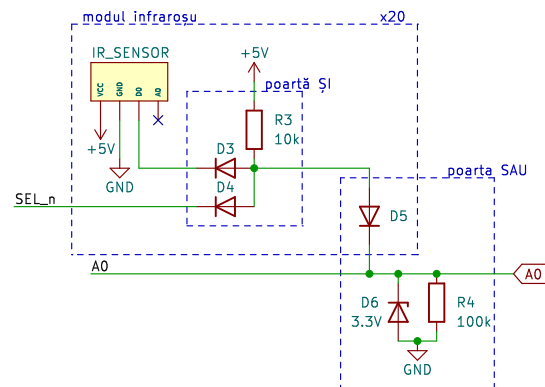 modul infraroșu
x20
IR_SENSOR
VCC
GND
DO
AO
+5V
GND
+5V
poartă ȘI
R3
10k
D3
D4
SEL_n
poarta SAU
D5
A0
A0
D6
3.3V
R4
100k
GND